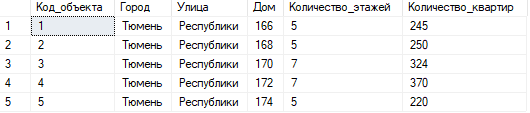 Код_объекта Город Улица Дом Количество_этажей Количество_квартир
1 1 Тюмень Республики 166 5 245
2 2 Тюмень Республики 168 5 250
3 3 Тюмень Республики 170 7 324
4 4 Тюмень Республики 172 7 370
5 5 Тюмень Республики 174 5 220